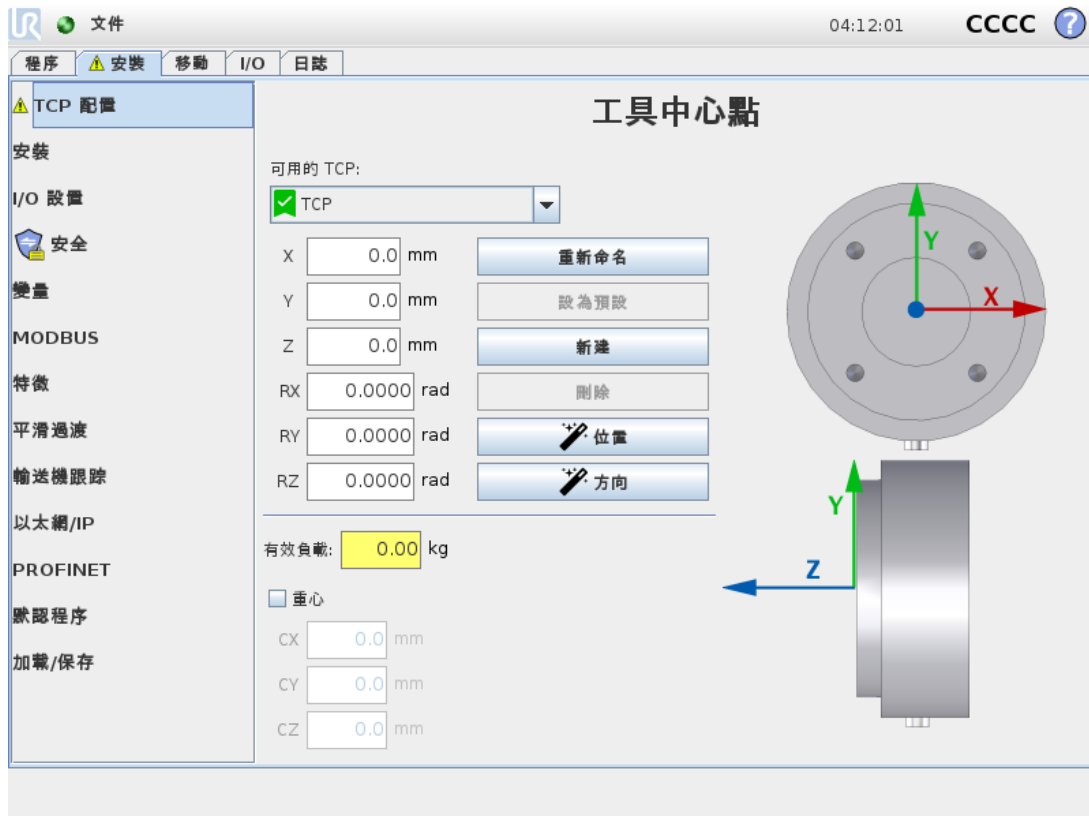 UR 文件 04:12:01 CCCC ?
程序 安裝 移動 I/O 日誌
TCP 配置
安裝
I/O 設置
安全
變量
MODBUS
特徵
平滑過渡
輸送機跟踪
以太網/IP
PROFINET
默認程序
加載/保存
工具中心點
可用的 TCP:
TCP
X 0.0 mm 重新命名
Y 0.0 mm 設為預設
Z 0.0 mm 新建
RX 0.0000 rad 刪除
RY 0.0000 rad 位置
RZ 0.0000 rad 方向
有效負載: 0.00 kg
重心
CX 0.0 mm
CY 0.0 mm
CZ 0.0 mm
Y
X
Y
Z